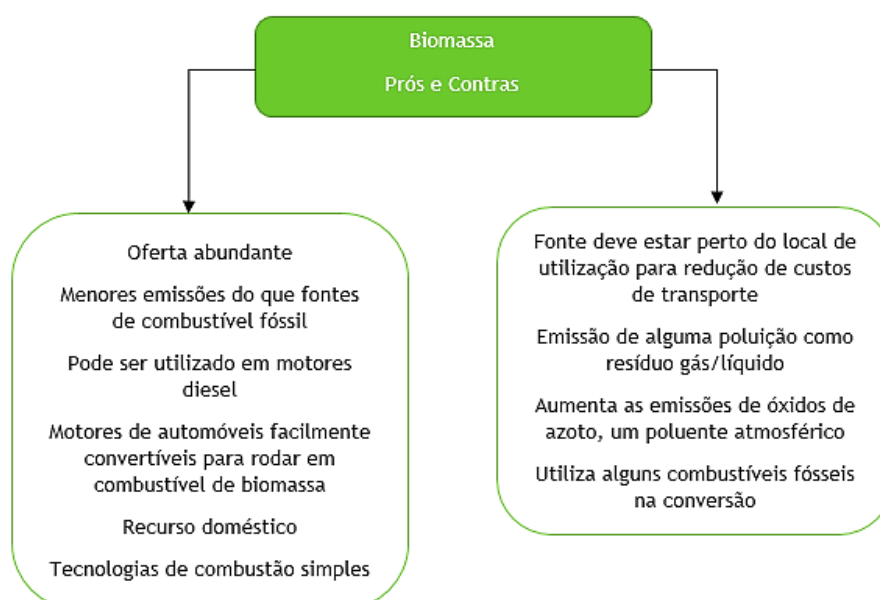 Biomassa
Prós e Contras
Oferta abundante
Menores emissões do que fontes
de combustível fóssil
Pode ser utilizado em motores
diesel
Motores de automóveis facilmente
convertíveis para rodar em
combustível de biomassa
Recurso doméstico
Tecnologias de combustão simples
Fonte deve estar perto do local de
utilização para redução de custos
de transporte
Emissão de alguma poluição como
resíduo gás/líquido
Aumenta as emissões de óxidos de
azoto, um poluente atmosférico
Utiliza alguns combustíveis fósseis
na conversão